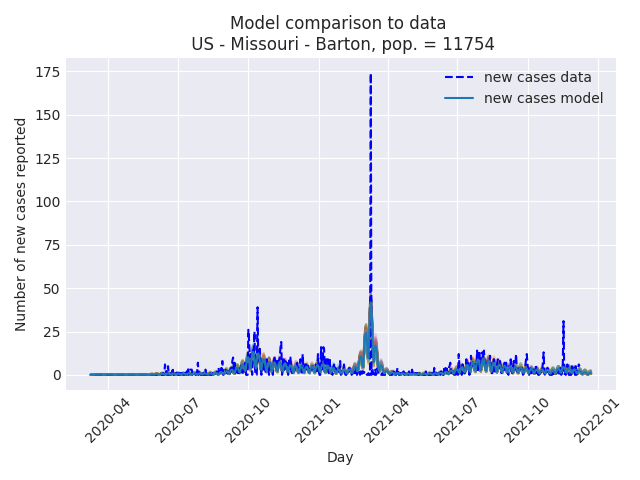 Model comparison to data
US - Missouri - Barton, pop. = 11754
new cases data
new cases model
Number of new cases reported
175
150
125
100
75
50
25
0
2020-04
2020-07
2020-10
2021-01
2021-04
2021-07
2021-10
2022-01
Day